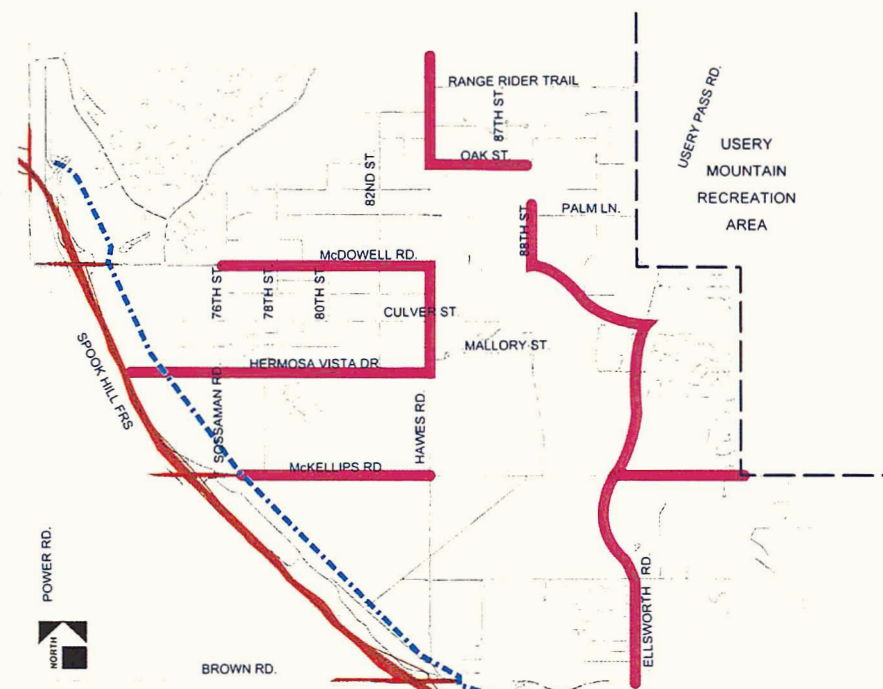 RANGE RIDER TRAIL
87TH ST.
USERY PASS RD.
USERY
MOUNTAIN
RECREATION
AREA
OAK ST.
82ND ST.
PALM LN.
88TH ST.
McDOWELL RD.
76TH ST.
78TH ST.
80TH ST.
CULVER ST.
MALLORY ST.
SPOOK HILL FRS
HERMOSA VISTA DR.
SOSSAMAN RD.
HAWES RD.
McKELLIPS RD.
POWER RD.
ELLSWORTH RD.
NORTH
BROWN RD.